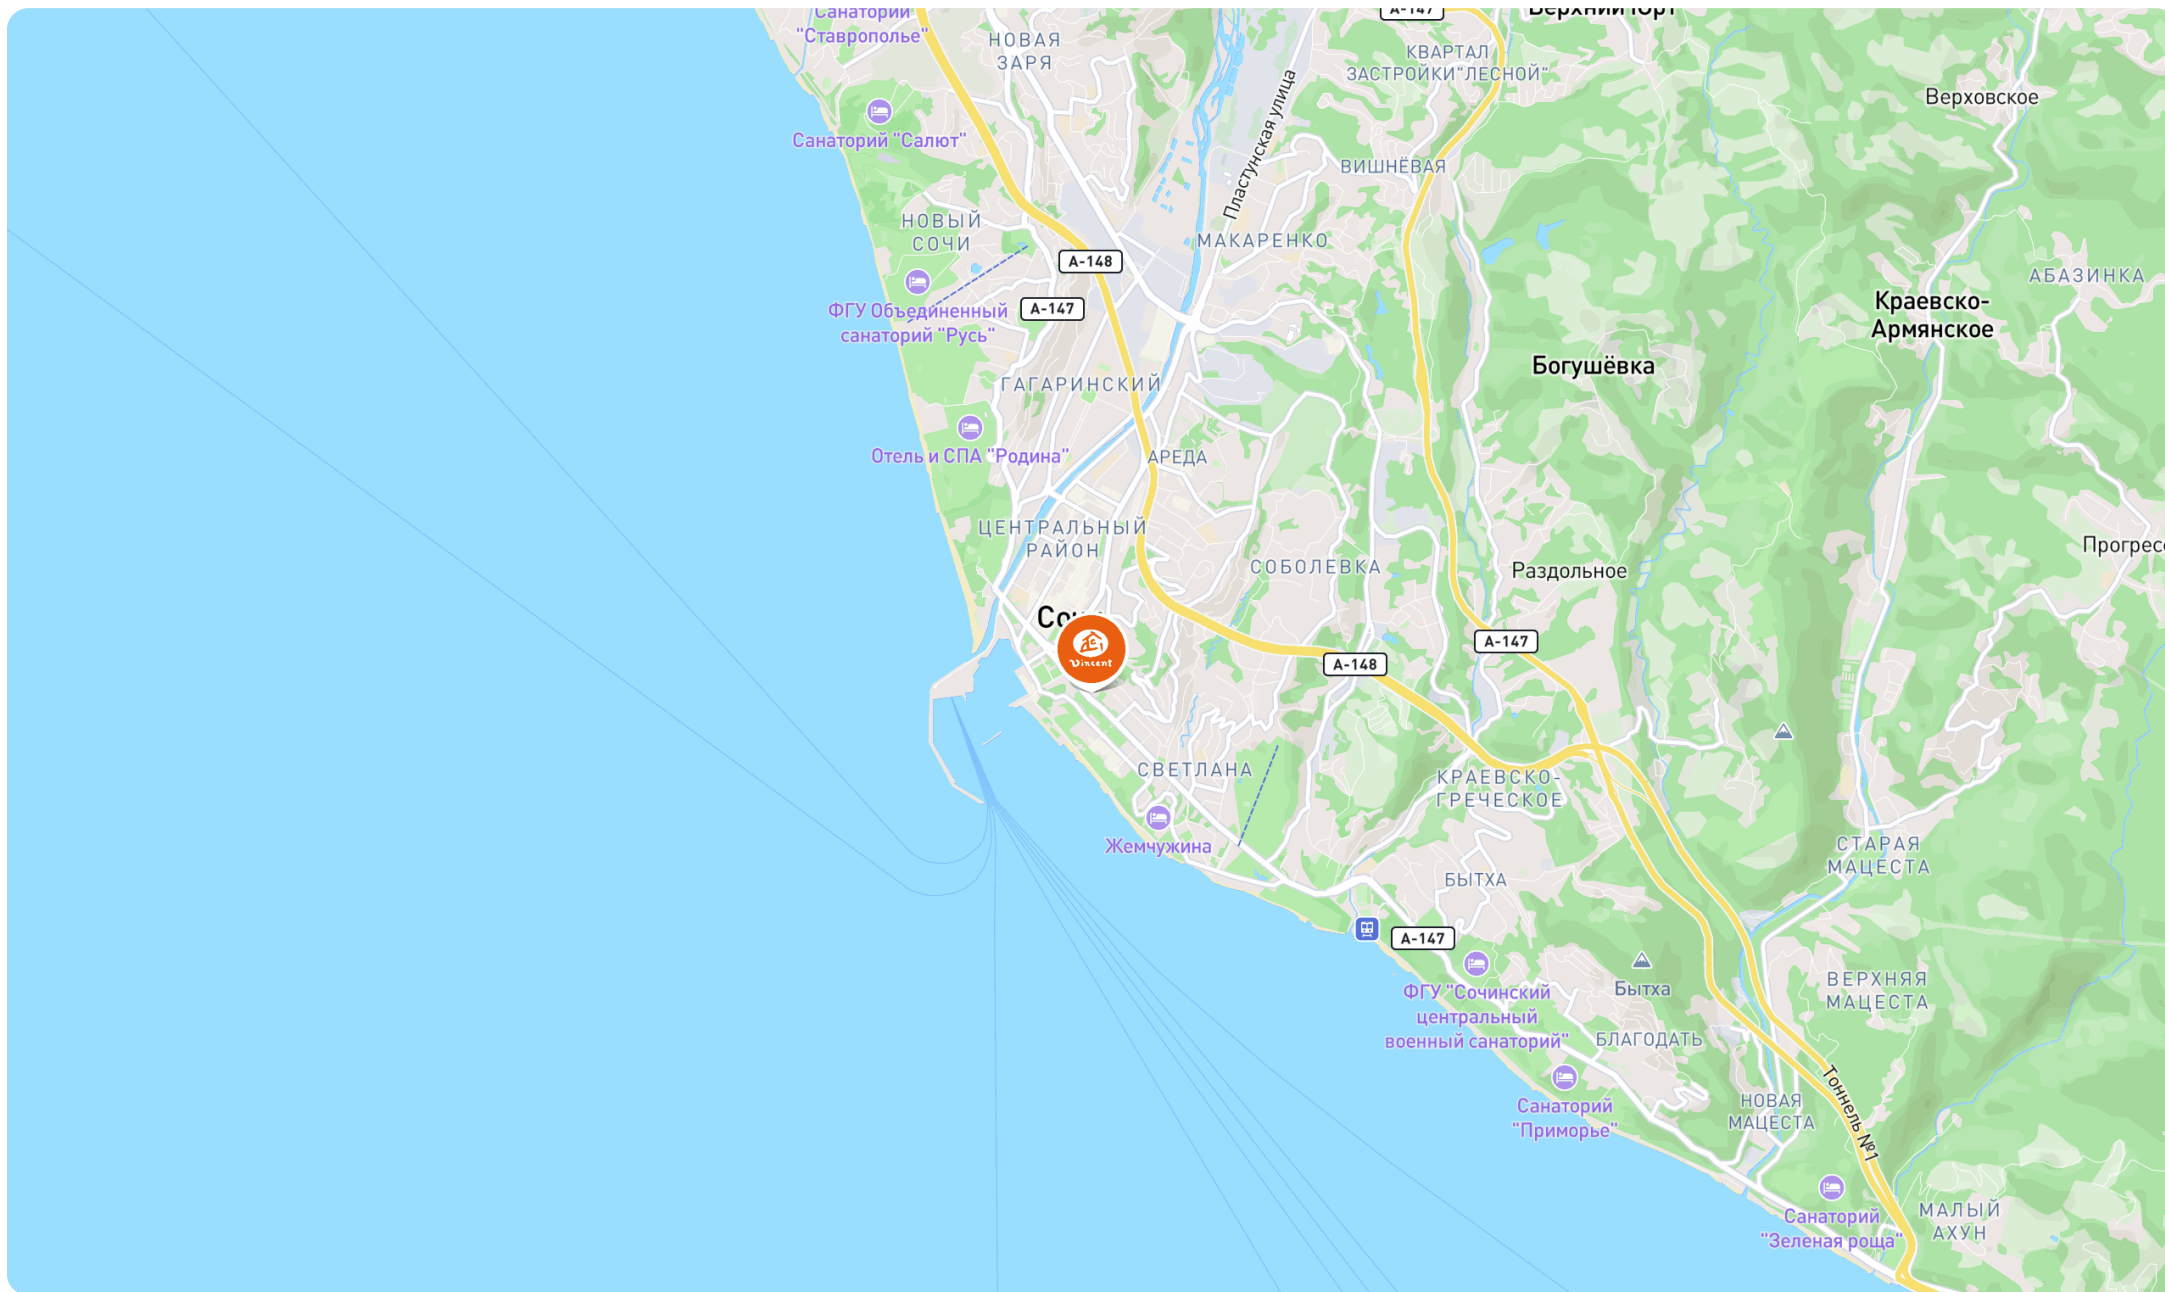 Санаторий
"Ставрополье"
НОВАЯ
ЗАРЯ
А-147
КВАРТАЛ
ЗАСТРОЙКИ"ЛЕСНОЙ"
Верхний Юрт
Верховское
Санаторий "Салют"
Пластунская улица
ВИШНЁВАЯ
НОВЫЙ
СОЧИ
МАКАРЕНКО
А-148
АБАЗИНКА
Краевско-
Армянское
ФГУ Объединенный
санаторий "Русь"
А-147
Богушёвка
ГАГАРИНСКИЙ
Отель и СПА "Родина"
АРЕДА
ЦЕНТРАЛЬНЫЙ
РАЙОН
СОБОЛЕВКА
Раздольное
Vincent
А-148
А-147
СВЕТЛАНА
КРАЕВСКО-
ГРЕЧЕСКОЕ
Жемчужина
СТАРАЯ
МАЦЕСТА
БЫТХА
А-147
ФГУ "Сочинский
центральный
военный санаторий"
Бытха
ВЕРХНЯЯ
МАЦЕСТА
БЛАГОДАТЬ
Санаторий
"Приморье"
НОВАЯ
МАЦЕСТА
Тоннель №1
Санаторий
"Зеленая роща"
МАЛЫЙ
АХУН